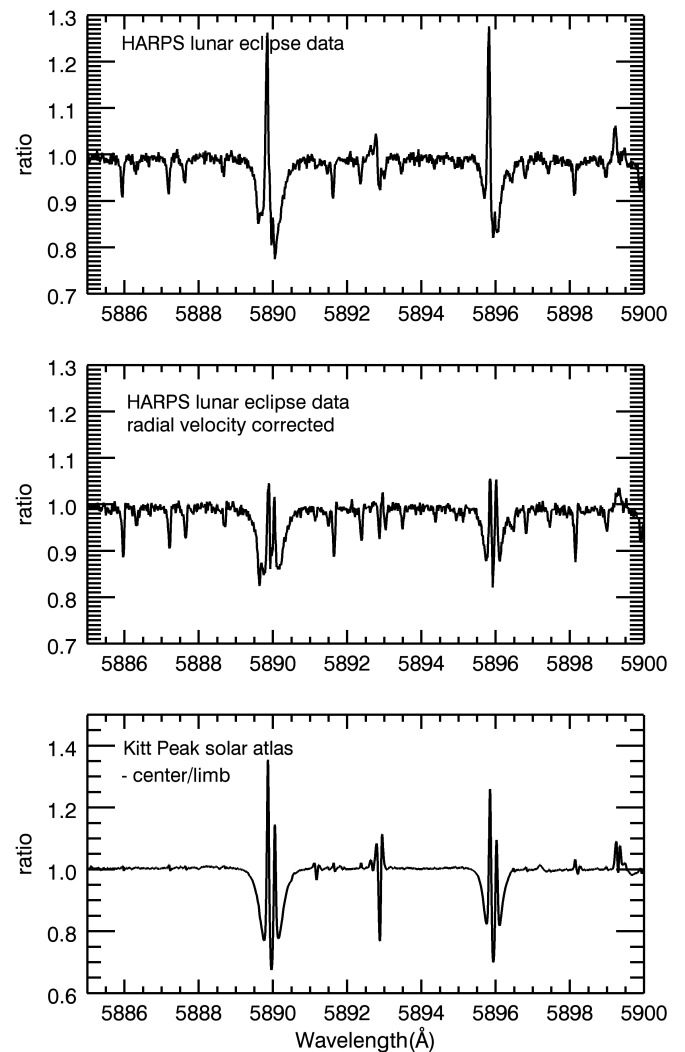 HARPS lunar eclipse data
ratio
1.3
1.2
1.1
1.0
0.9
0.8
0.7
5886 5888 5890 5892 5894 5896 5898 5900
HARPS lunar eclipse data
radial velocity corrected
ratio
1.3
1.2
1.1
1.0
0.9
0.8
0.7
5886 5888 5890 5892 5894 5896 5898 5900
Kitt Peak solar atlas
- center/limb
ratio
1.4
1.2
1.0
0.8
0.6
5886 5888 5890 5892 5894 5896 5898 5900
Wavelength(Å)